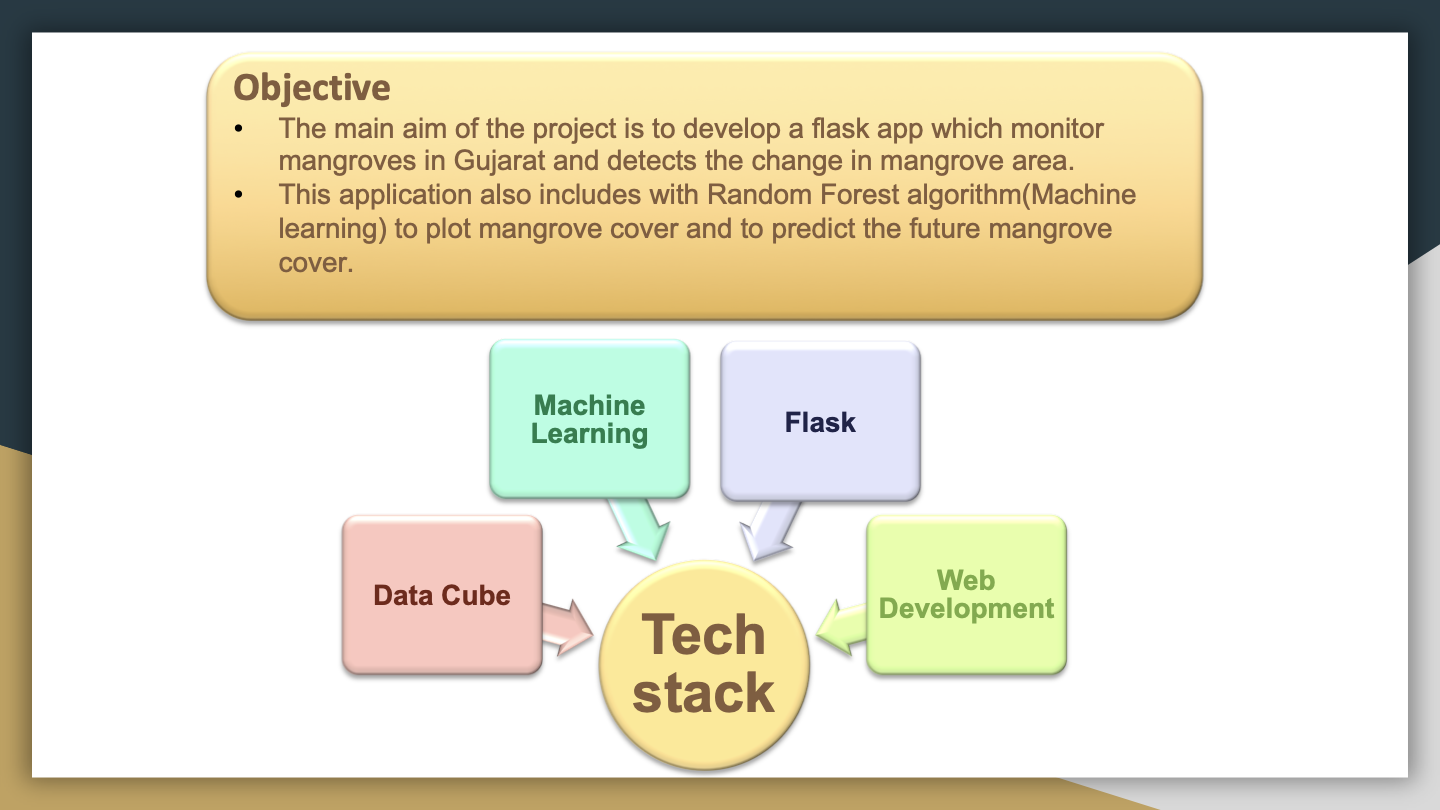 Objective
• The main aim of the project is to develop a flask app which monitor
mangroves in Gujarat and detects the change in mangrove area.
• This application also includes with Random Forest algorithm(Machine
learning) to plot mangrove cover and to predict the future mangrove
cover.
Machine
Learning
Flask
Data Cube
Web
Development
Tech
stack